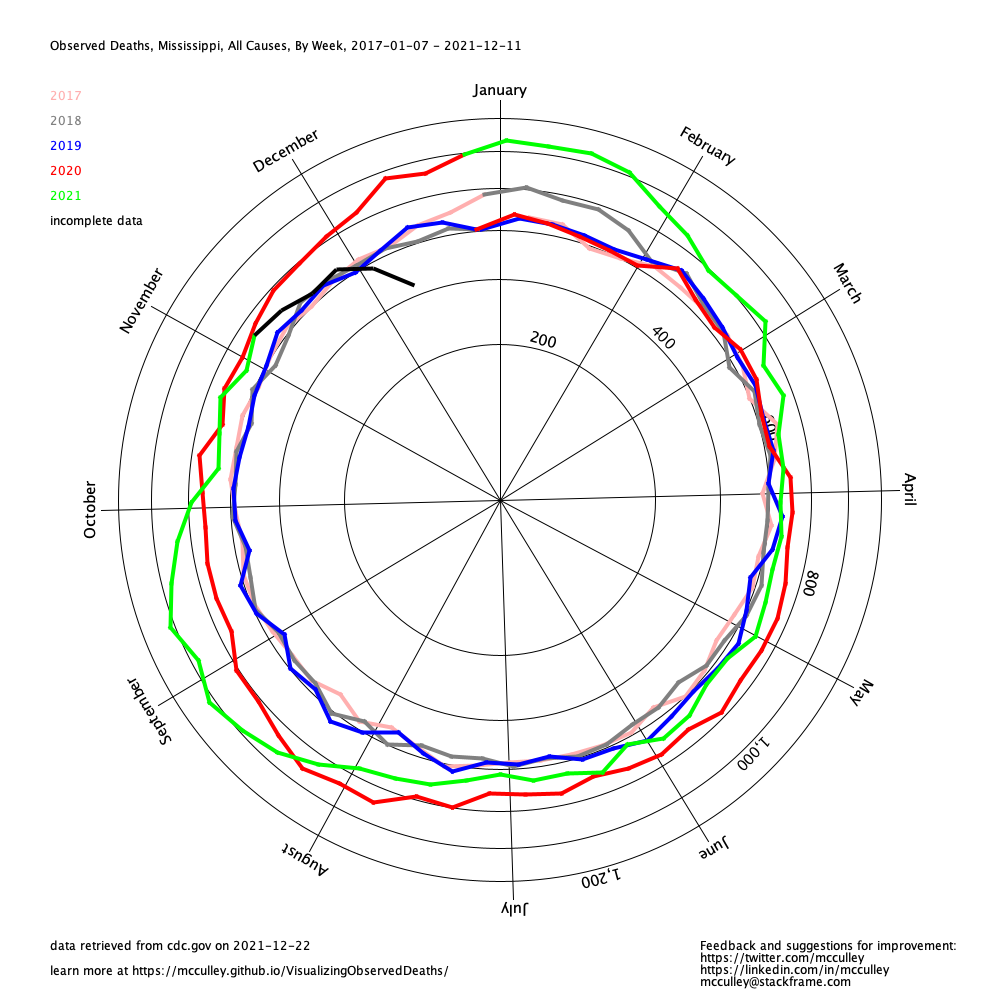 Observed Deaths, Mississippi, All Causes, By Week, 2017-01-07 - 2021-12-11
January
2017
2018
2019
2020
2021
incomplete data
December
February
November
March
200
400
October
April
800
September
May
1,000
August
June
1,200
July
data retrieved from cdc.gov on 2021-12-22
learn more at https://mcculley.github.io/VisualizingObservedDeaths/
Feedback and suggestions for improvement:
https://twitter.com/mcculley
https://linkedin.com/in/mcculley
mcculley@stackframe.com